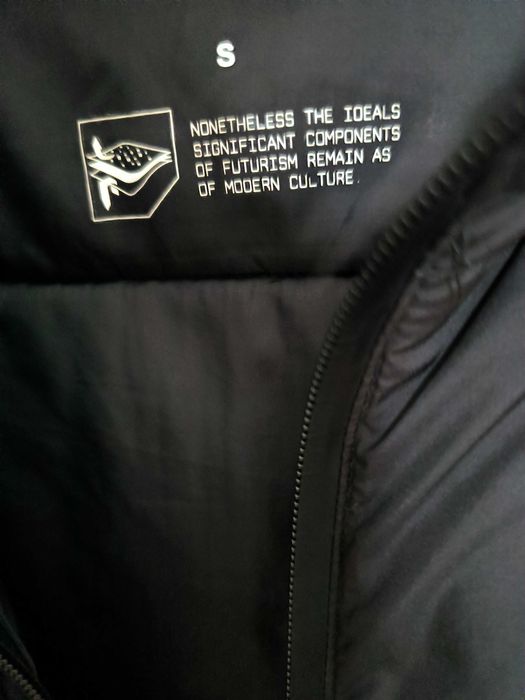 S
NONETHELESS THE IDEALS
SIGNIFICANT COMPONENTS
OF FUTURISM REMAIN AS
OF MODERN CULTURE.